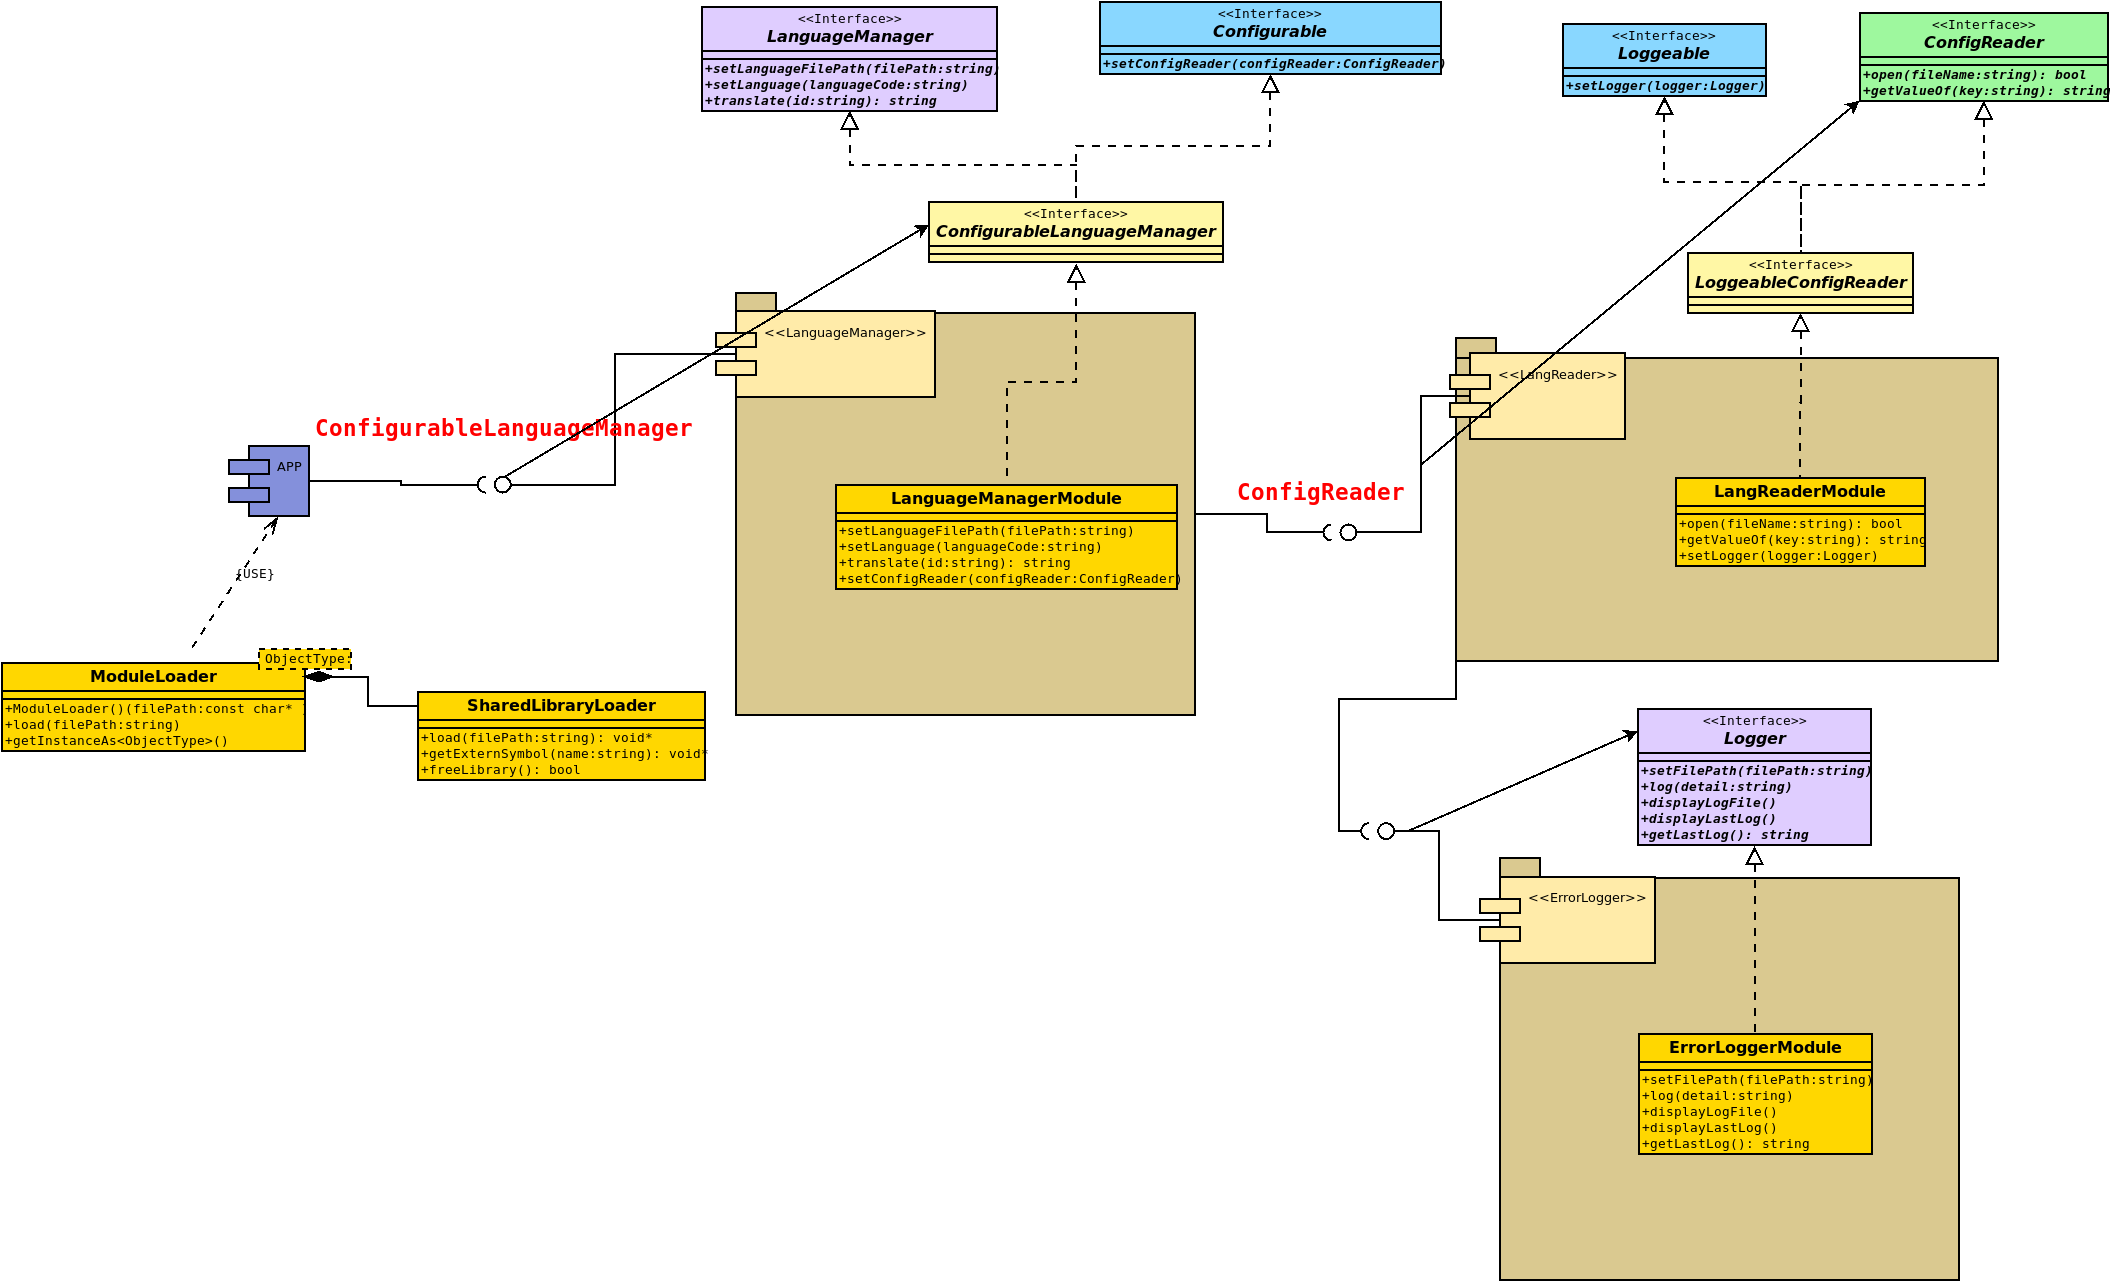 <<Interface>>
LanguageManager
+setLanguageFilePath(filePath:string)
+setLanguage(languageCode:string)
+translate(id:string): string
<<Interface>>
Configurable
+setConfigReader(configReader:ConfigReader)
<<Interface>>
Loggeable
+setLogger(logger:Logger)
<<Interface>>
ConfigReader
+open(fileName:string): bool
+getValueOf(key:string): string
<<Interface>>
ConfigurableLanguageManager
<<Interface>>
LoggeableConfigReader
<<LanguageManager>>
<<LangReader>>
ConfigurableLanguageManager
APP
ConfigReader
LanguageManagerModule
+setLanguageFilePath(filePath:string)
+setLanguage(languageCode:string)
+translate(id:string): string
+setConfigReader(configReader:ConfigReader)
LangReaderModule
+open(fileName:string): bool
+getValueOf(key:string): string
+setLogger(logger:Logger)
{USE}
ObjectType:
ModuleLoader
+ModuleLoader()(filePath:const char*
+load(filePath:string)
+getInstanceAs<ObjectType>()
SharedLibraryLoader
+load(filePath:string): void*
+getExternSymbol(name:string): void*
+freeLibrary(): bool
<<Interface>>
Logger
+setFilePath(filePath:string)
+log(detail:string)
+displayLogFile()
+displayLastLog()
+getLastLog(): string
<<ErrorLogger>>
ErrorLoggerModule
+setFilePath(filePath:string)
+log(detail:string)
+displayLogFile()
+displayLastLog()
+getLastLog(): string